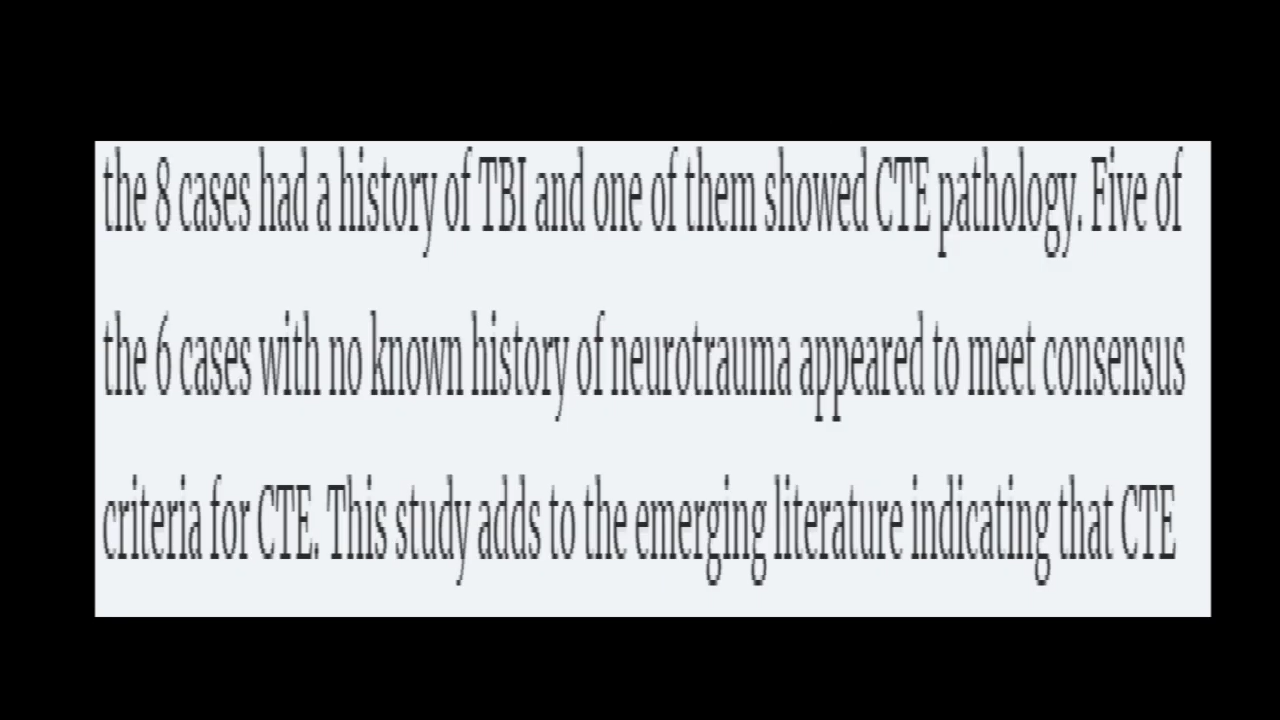 the 8 cases had a history of TBI and one of them showed CTE pathology. Five of
the 6 cases with no known history of neurotrauma appeared to meet consensus
criteria for CTE. This study adds to the emerging literature indicating that CTE